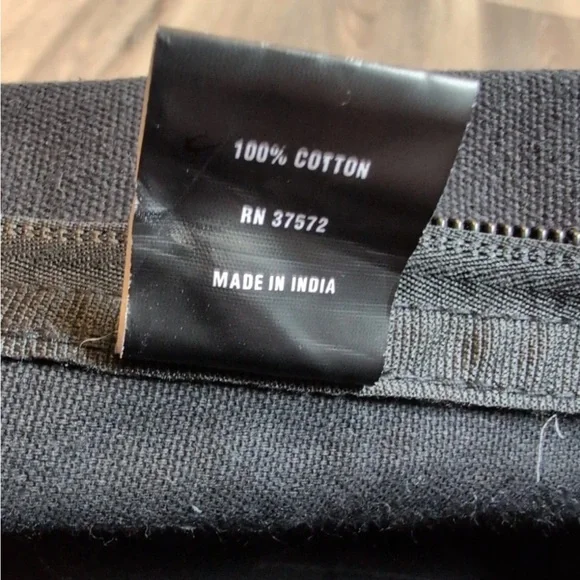 100% COTTON
RN 37572
MADE IN INDIA